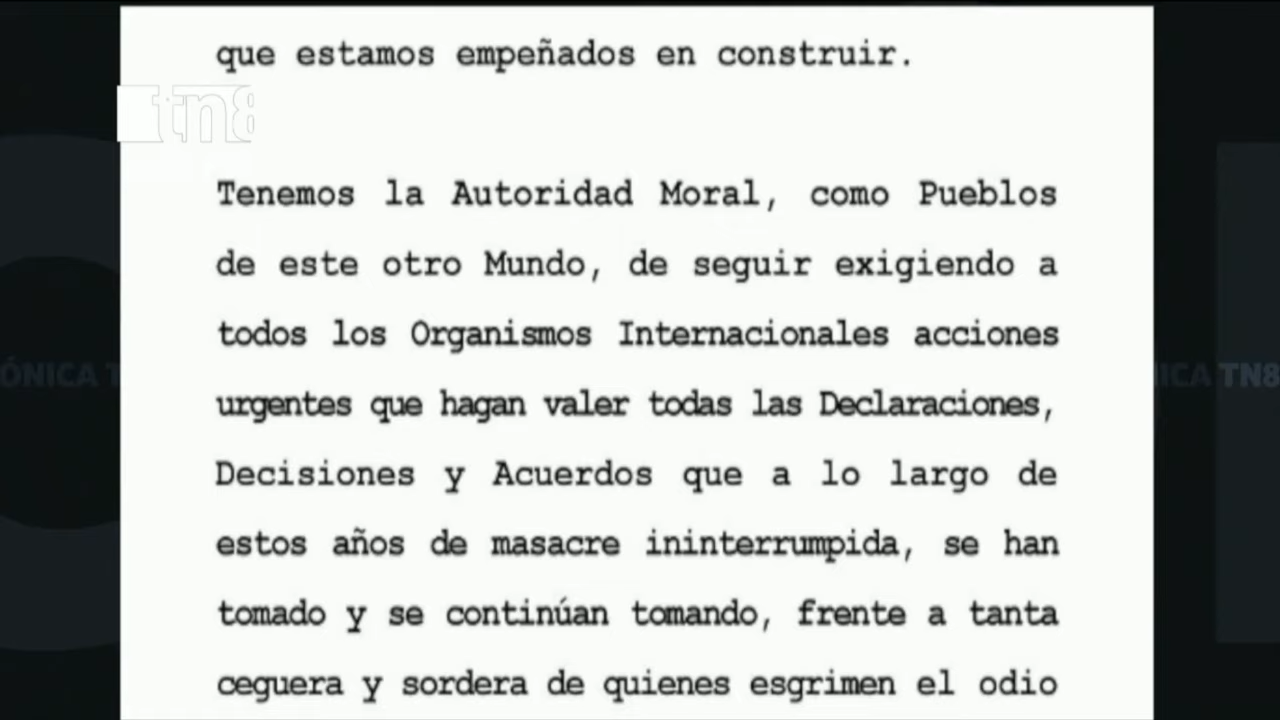 que estamos empeñados en construir.
tn8
Tenemos la Autoridad Moral, como Pueblos
de este otro Mundo, de seguir exigiendo a
todos los Organismos Internacionales acciones
ÓNICA T
ICA TN8
urgentes que hagan valer todas las Declaraciones,
Decisiones y Acuerdos que a lo largo de
estos años de masacre ininterrumpida, se han
tomado y se continúan tomando, frente a tanta
ceguera y sordera de quienes esgrimen el odio